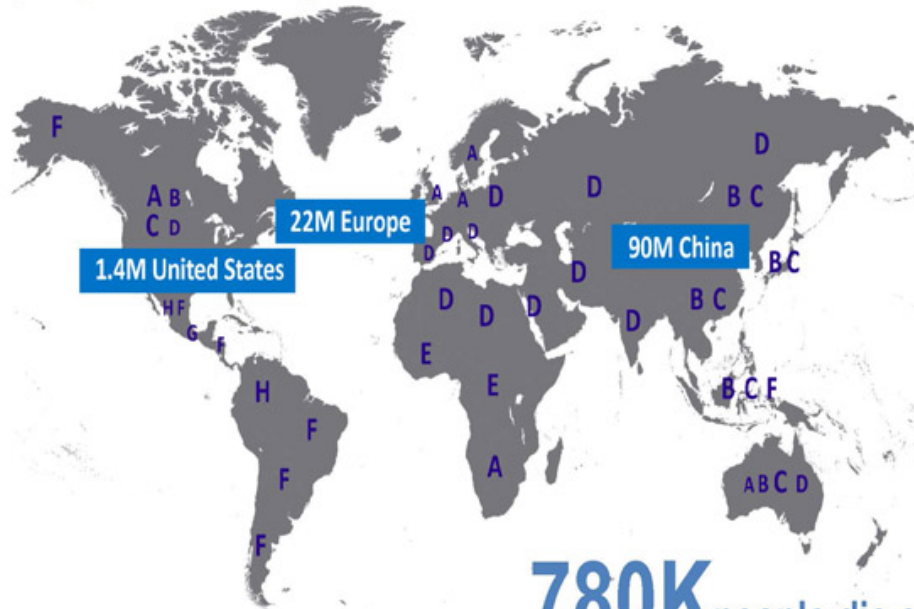 F
A
D
A B
A
A
D
D
B C
C D
22M Europe
D
D
D
90M China
B C
1.4M United States
D
H F
D
D
D
D
B C
G
F
E
H
E
B C F
F
A
F
A B C D
F
780K